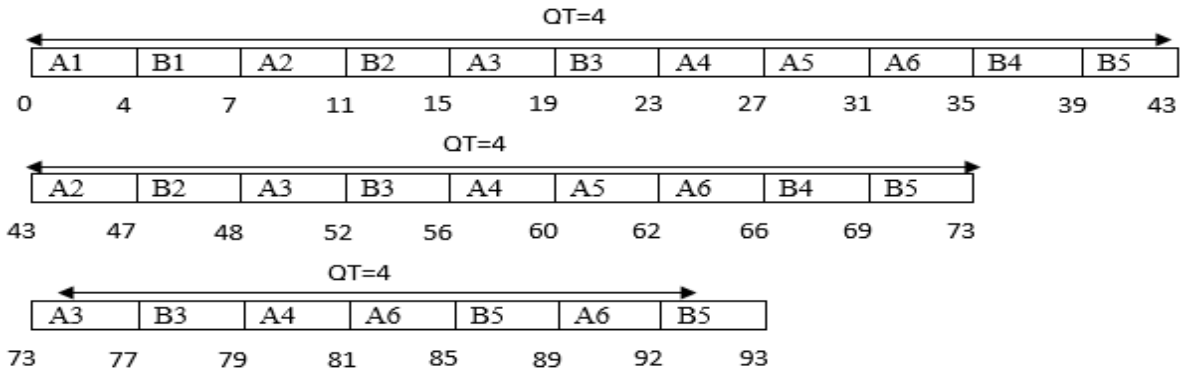 QT=4
A1 B1 A2 B2 A3 B3 A4 A5 A6 B4 B5
0 4 7 11 15 19 23 27 31 35 39 43
QT=4
A2 B2 A3 B3 A4 A5 A6 B4 B5
43 47 48 52 56 60 62 66 69 73
QT=4
A3 B3 A4 A6 B5 A6 B5
73 77 79 81 85 89 92 93